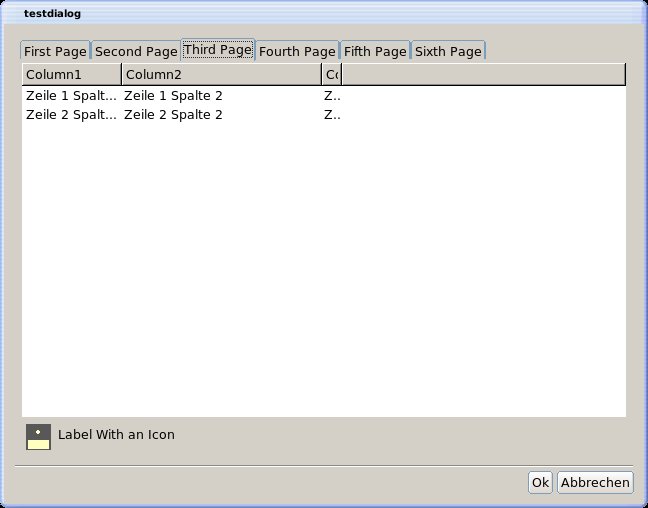 testdialog
First Page Second Page Third Page Fourth Page Fifth Page Sixth Page
Column1 Column2
Zeile 1 Spalt... Zeile 1 Spalte 2 Z..
Zeile 2 Spalt... Zeile 2 Spalte 2 Z..
Label With an Icon
Ok Abbrechen